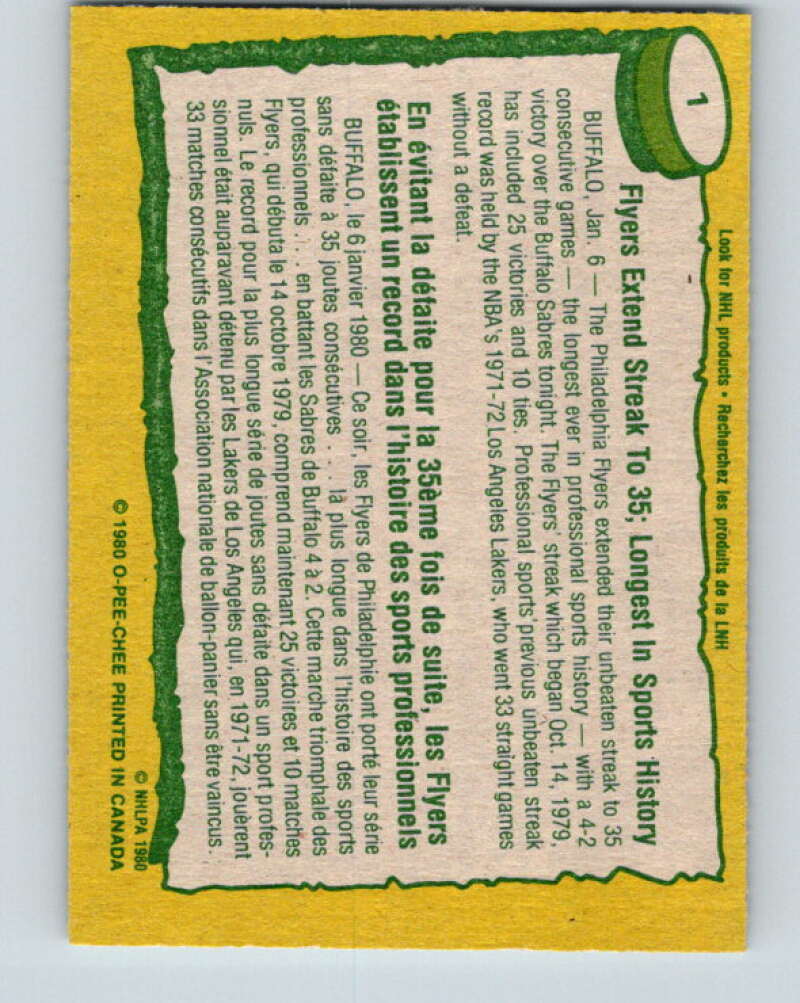 Look for NHL products • Recherchez les produits de la LNH
1
Flyers Extend Streak To 35; Longest In Sports History
BUFFALO, Jan. 6 — The Philadelphia Flyers extended their unbeaten streak to 35
consecutive games — the longest ever in professional sports history — with a 4-2
victory over the Buffalo Sabres tonight. The Flyers' streak which began Oct. 14, 1979,
has included 25 victories and 10 ties. Professional sports' previous unbeaten streak
record was held by the NBA's 1971-72 Los Angeles Lakers, who went 33 straight games
without a defeat.
En évitant la défaite pour la 35ème fois de suite, les Flyers
établissent un record dans l'histoire des sports professionnels
BUFFALO, le 6 janvier 1980 — Ce soir, les Flyers de Philadelphie ont porté leur série
sans défaite à 35 joutes consécutives . . . la plus longue dans l'histoire des sports
professionnels . . . en battant les Sabres de Buffalo 4 à 2. Cette marche triomphale des
Flyers, qui débuta le 14 octobre 1979, comprend maintenant 25 victoires et 10 matches
nuls. Le record pour la plus longue série de joutes sans défaite dans un sport profes-
sionnel était auparavant détenu par les Lakers de Los Angeles qui, en 1971-72, jouèrent
33 matches consécutifs dans l'Association nationale de ballon-panier sans être vaincus.
© NHLPA 1980
© 1980 O-PEE-CHEE PRINTED IN CANADA